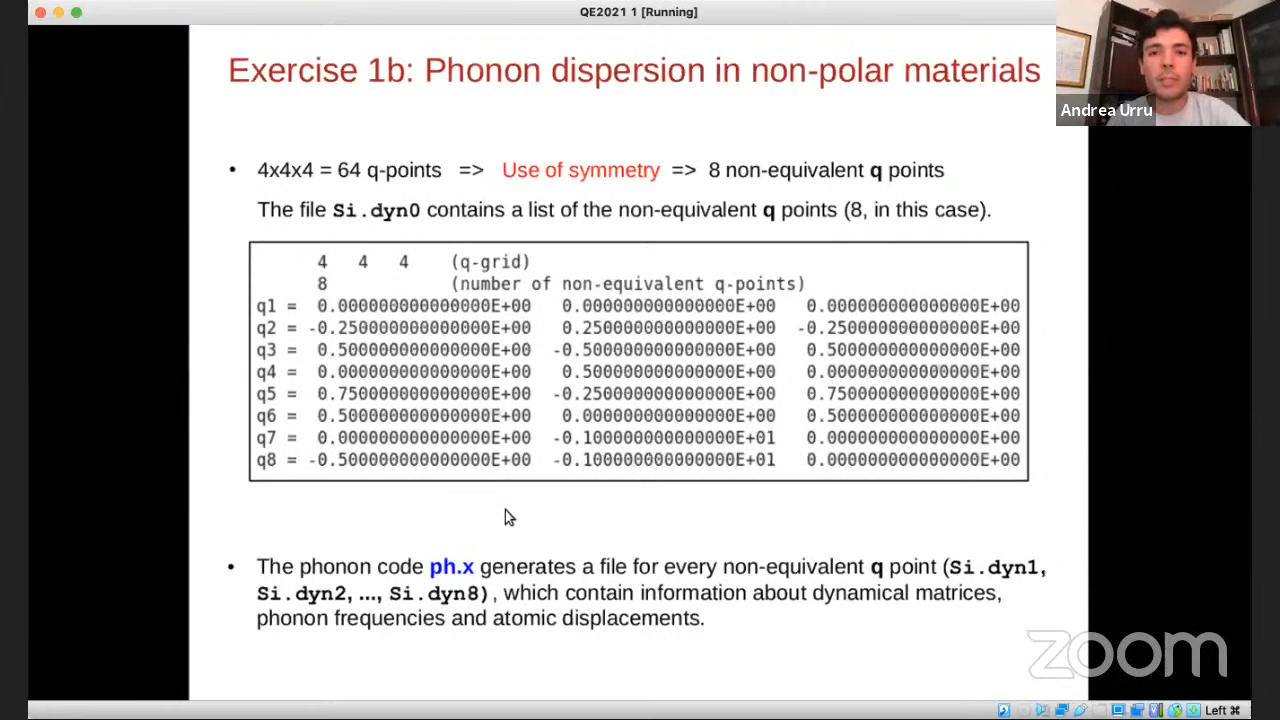 QE2021 1 [Running]
Exercise 1b: Phonon dispersion in non-polar materials
Andrea Urru
• 4x4x4 = 64 q-points => Use of symmetry => 8 non-equivalent q points
The file Si.dyn0 contains a list of the non-equivalent q points (8, in this case).
4 4 4 (q-grid)
8 (number of non-equivalent q-points)
q1 = 0.000000000000000E+00 0.000000000000000E+00 0.000000000000000E+00
q2 = -0.250000000000000E+00 0.250000000000000E+00 -0.250000000000000E+00
q3 = 0.500000000000000E+00 -0.500000000000000E+00 0.500000000000000E+00
q4 = 0.000000000000000E+00 0.500000000000000E+00 0.000000000000000E+00
q5 = 0.750000000000000E+00 -0.250000000000000E+00 0.750000000000000E+00
q6 = 0.500000000000000E+00 0.000000000000000E+00 0.500000000000000E+00
q7 = 0.000000000000000E+00 -0.100000000000000E+01 0.000000000000000E+00
q8 = -0.500000000000000E+00 -0.100000000000000E+01 0.000000000000000E+00
• The phonon code ph.x generates a file for every non-equivalent q point (Si.dyn1,
Si.dyn2, ..., Si.dyn8), which contain information about dynamical matrices,
phonon frequencies and atomic displacements.
zoom
Left ⌘